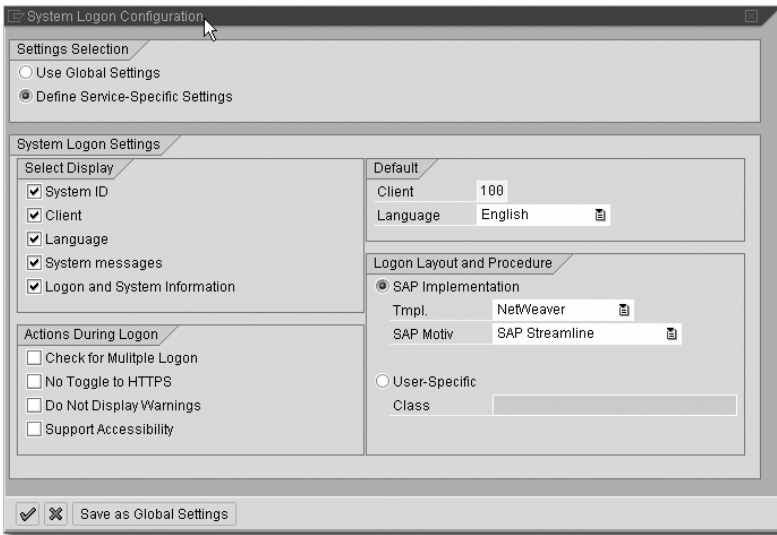 System Logon Configuration
Settings Selection
Use Global Settings
Define Service-Specific Settings
System Logon Settings
Select Display
System ID
Client
Language
System messages
Logon and System Information
Actions During Logon
Check for Mulitple Logon
No Toggle to HTTPS
Do Not Display Warnings
Support Accessibility
Default
Client 100
Language English
Logon Layout and Procedure
SAP Implementation
Tmpl. NetWeaver
SAP Motiv SAP Streamline
User-Specific
Class
Save as Global Settings